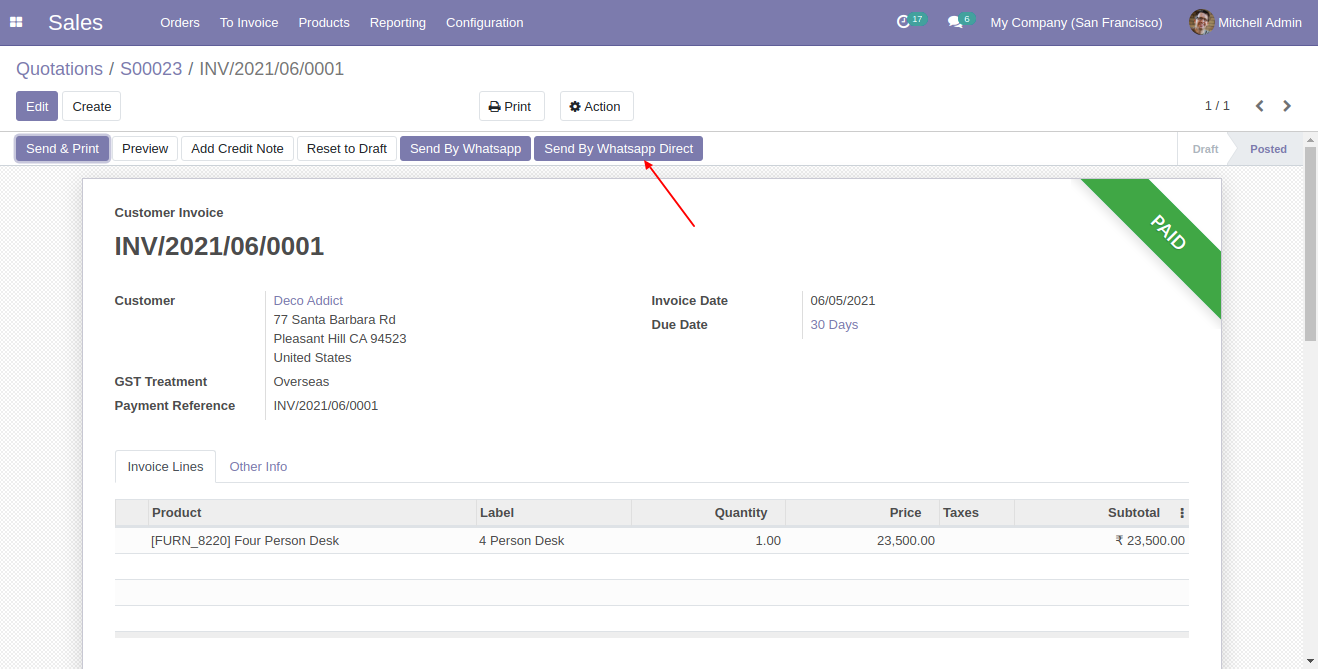 Sales Orders To Invoice Products Reporting Configuration 17 6 My Company (San Francisco) Mitchell Admin
Quotations / S00023 / INV/2021/06/0001
Edit Create Print Action 1 / 1
Send & Print Preview Add Credit Note Reset to Draft Send By Whatsapp Send By Whatsapp Direct Draft Posted
PAID
Customer Invoice
INV/2021/06/0001
Customer Deco Addict Invoice Date 06/05/2021
77 Santa Barbara Rd Due Date 30 Days
Pleasant Hill CA 94523
United States
GST Treatment Overseas
Payment Reference INV/2021/06/0001
Invoice Lines Other Info
Product Label Quantity Price Taxes Subtotal
[FURN_8220] Four Person Desk 4 Person Desk 1.00 23,500.00 ₹ 23,500.00